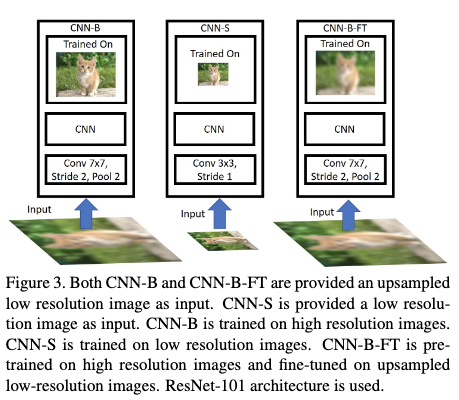 CNN-B
CNN-S
CNN-B-FT
Trained On
Trained On
Trained On
CNN
CNN
CNN
Conv 7x7,
Stride 2, Pool 2
Conv 3x3,
Stride 1
Conv 7x7,
Stride 2, Pool 2
Input
Input
Input
Figure 3. Both CNN-B and CNN-B-FT are provided an upsampled
low resolution image as input. CNN-S is provided a low resolu-
tion image as input. CNN-B is trained on high resolution images.
CNN-S is trained on low resolution images. CNN-B-FT is pre-
trained on high resolution images and fine-tuned on upsampled
low-resolution images. ResNet-101 architecture is used.